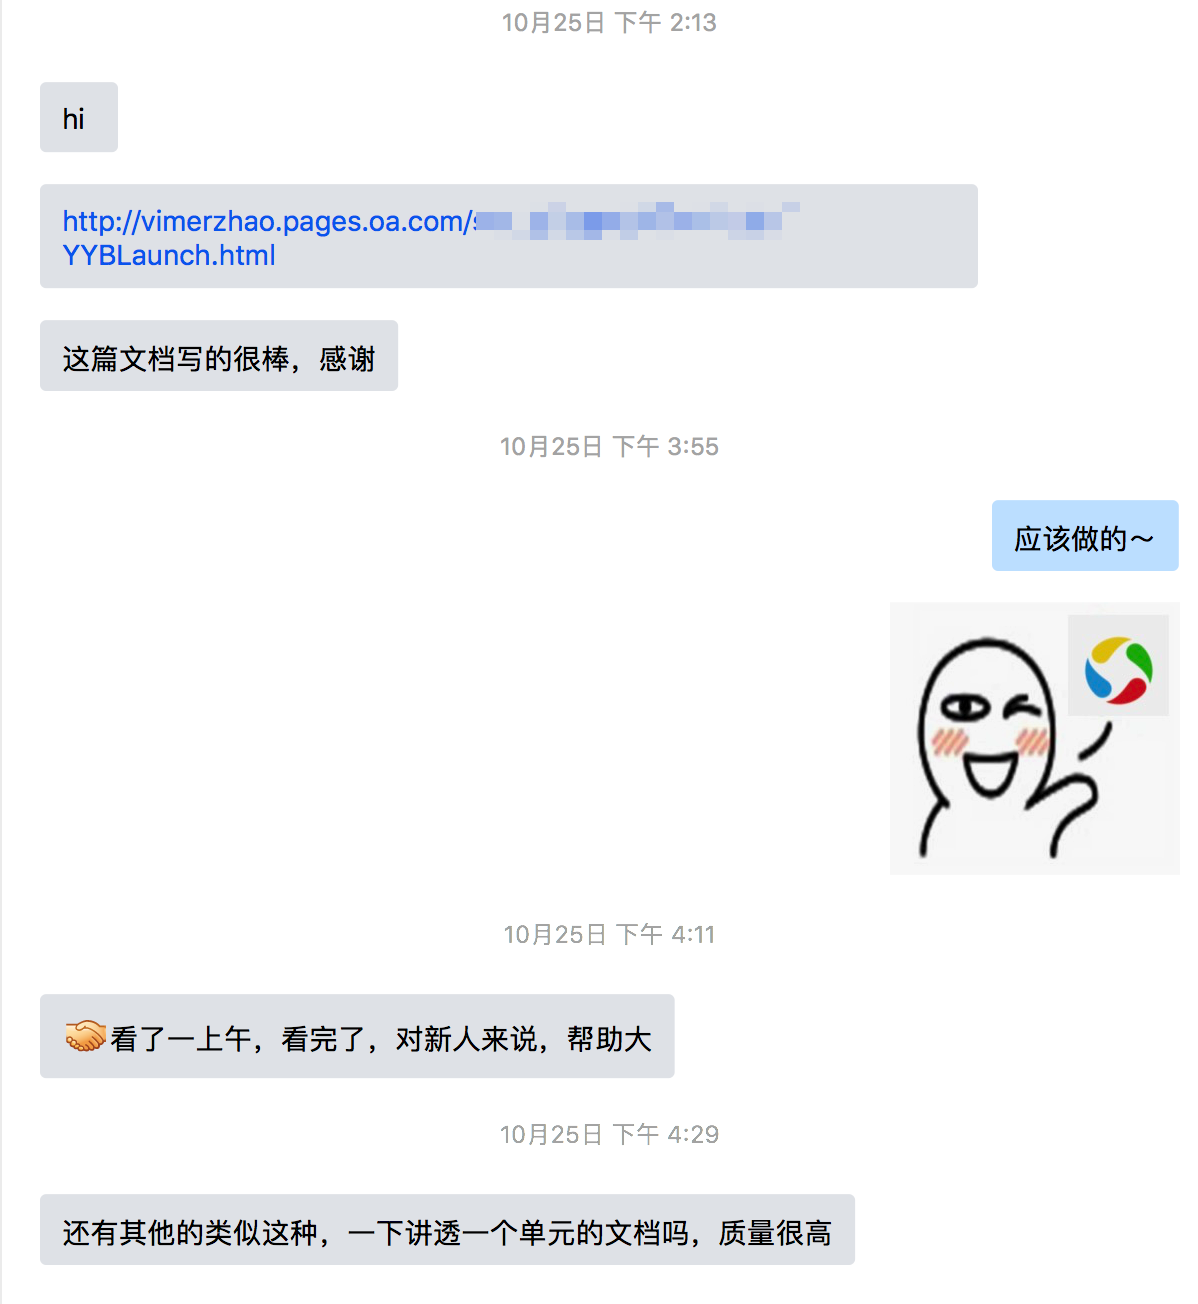 10月25日 下午 2:13
hi
http://vimerzhao.pages.oa.com/
YYBLaunch.html
这篇文档写的很棒，感谢
10月25日 下午 3:55
应该做的～
10月25日 下午 4:11
🤝看了一上午，看完了，对新人来说，帮助大
10月25日 下午 4:29
还有其他的类似这种，一下讲透一个单元的文档吗，质量很高